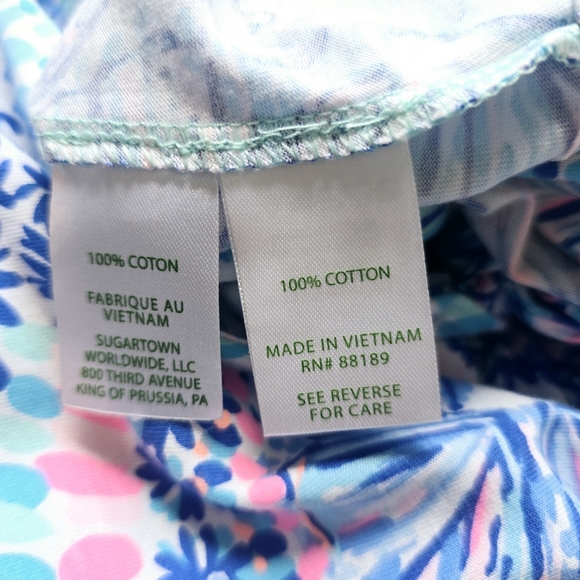 100% COTON
FABRIQUE AU
VIETNAM
SUGARTOWN
WORLDWIDE, LLC
800 THIRD AVENUE
KING OF PRUSSIA, PA
100% COTTON
MADE IN VIETNAM
RN# 88189
SEE REVERSE
FOR CARE